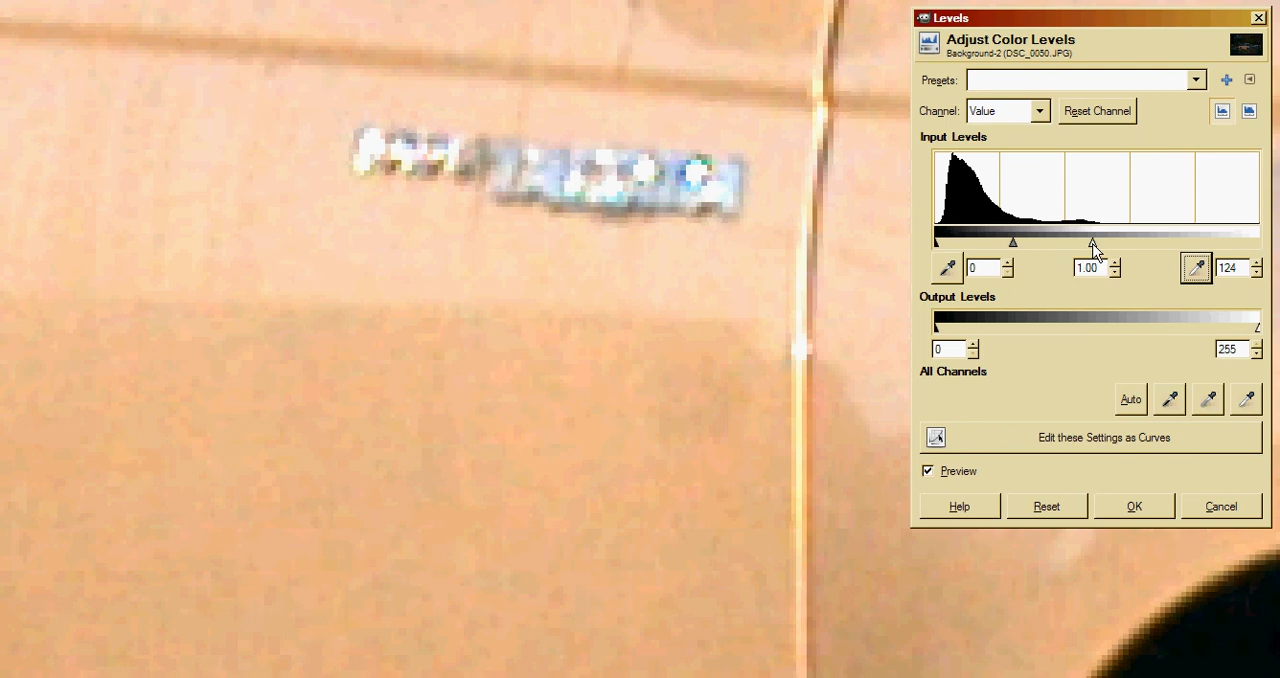 Levels
Adjust Color Levels
Background-2 (DSC_0050.JPG)
Presets:
Channel: Value Reset Channel
Input Levels
0 1.00 124
Output Levels
0 255
All Channels
Auto
Edit these Settings as Curves
Preview
Help Reset OK Cancel